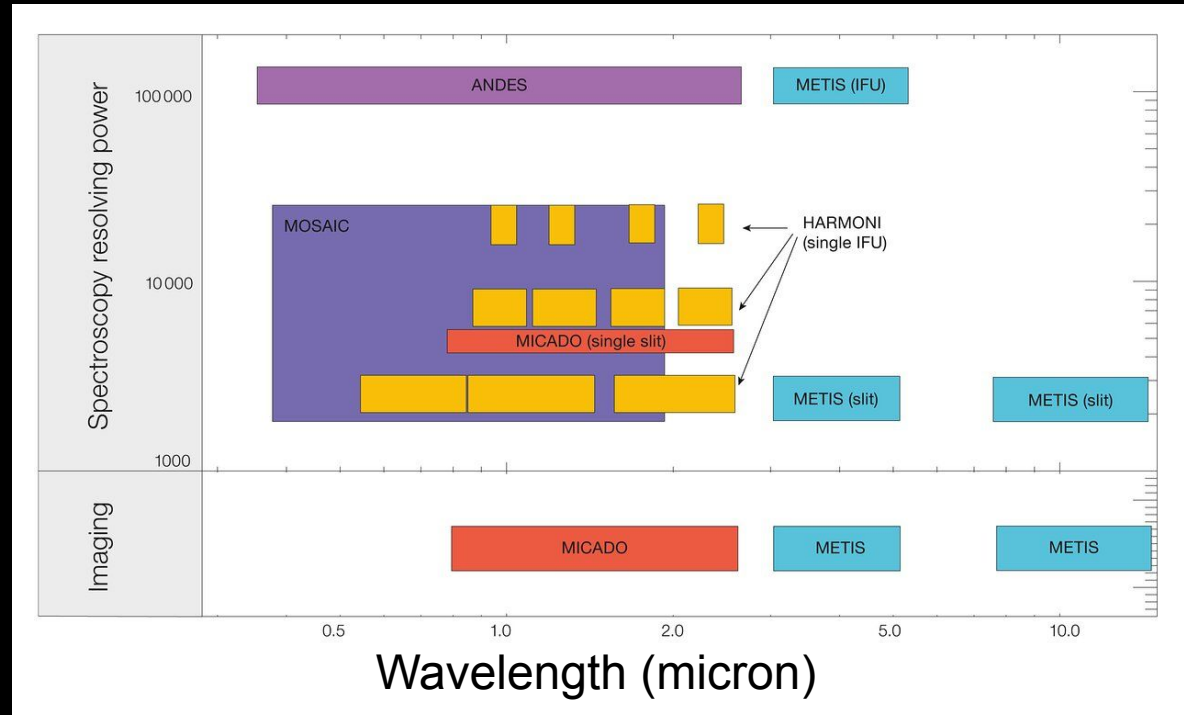 Spectroscopy resolving power
100 000
10 000
1000
ANDES
METIS (IFU)
MOSAIC
HARMONI
(single IFU)
MICADO (single slit)
METIS (slit)
METIS (slit)
Imaging
MICADO
METIS
METIS
0.5
1.0
2.0
5.0
10.0
Wavelength (micron)